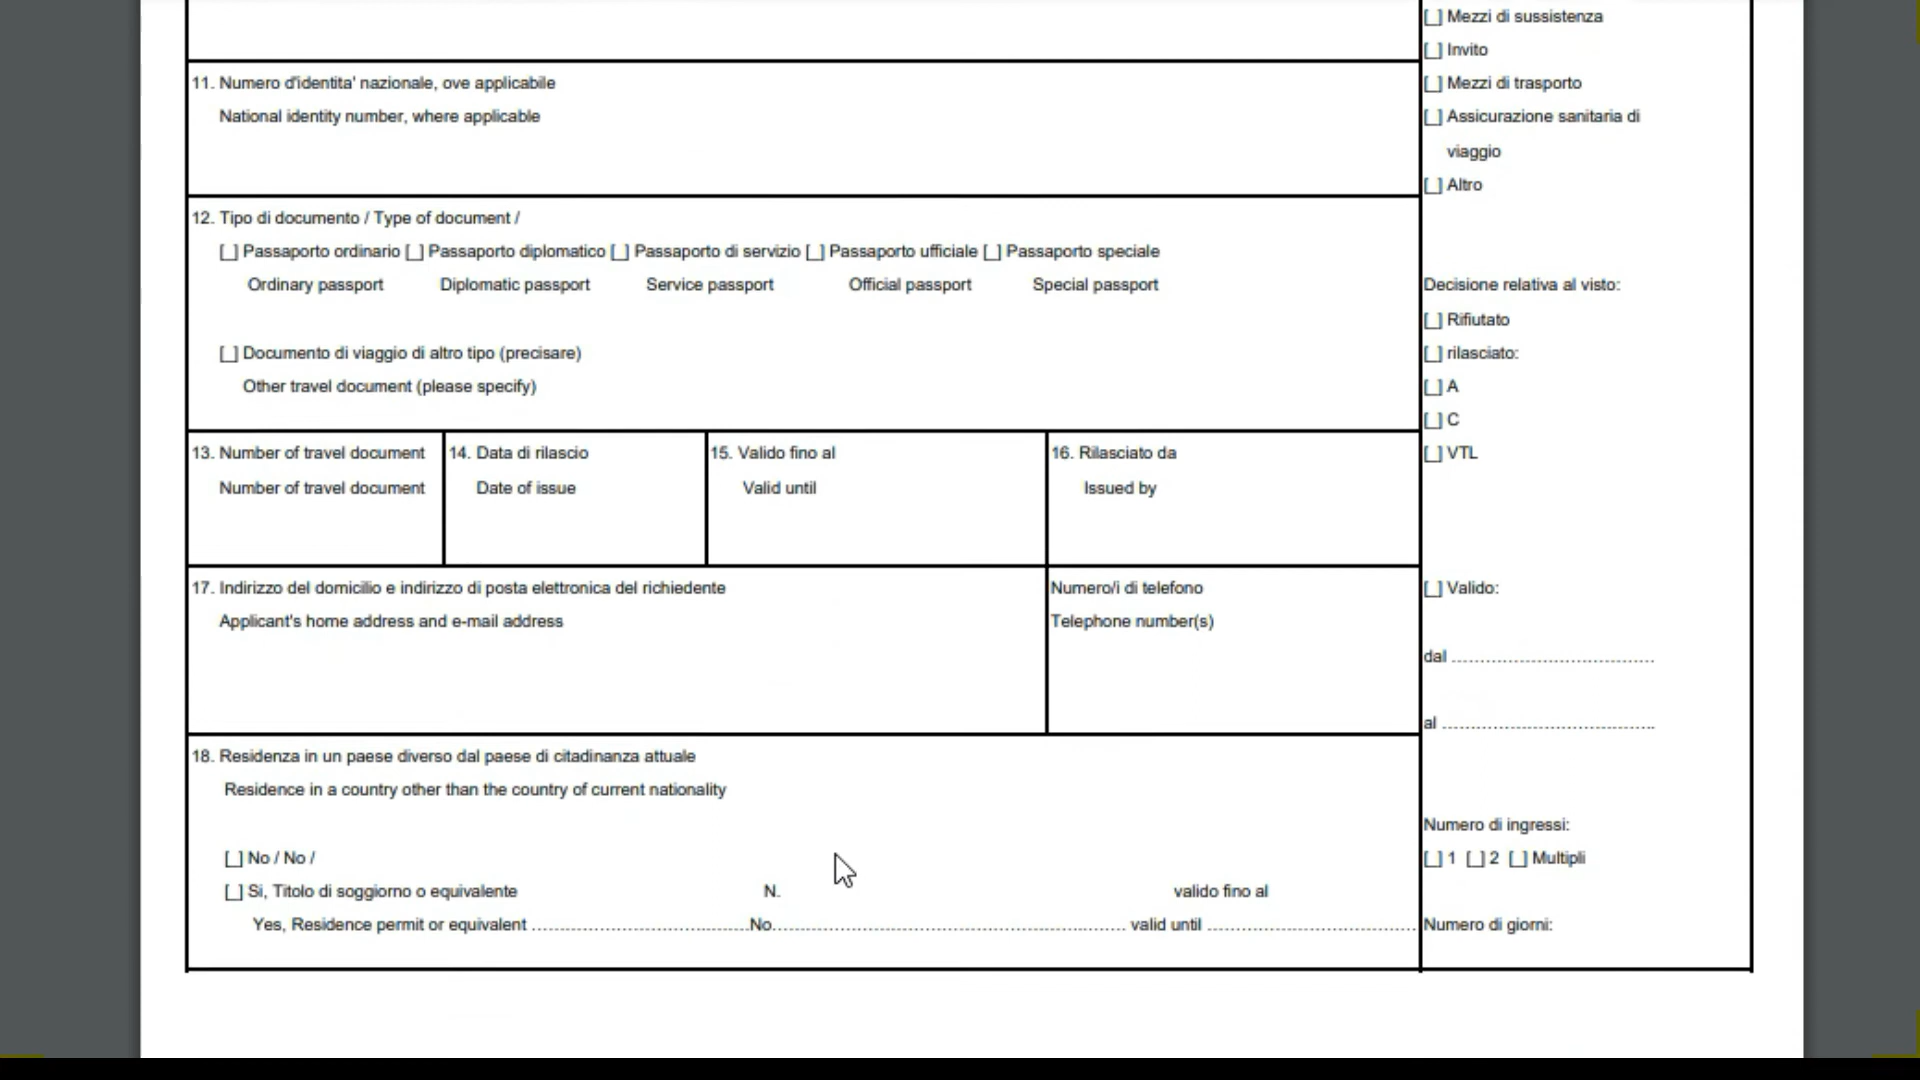 11. Numero d'identita' nazionale, ove applicabile
National identity number, where applicable
12. Tipo di documento / Type of document /
[_] Passaporto ordinario [_] Passaporto diplomatico [_] Passaporto di servizio [_] Passaporto ufficiale [_] Passaporto speciale
Ordinary passport Diplomatic passport Service passport Official passport Special passport
[_] Documento di viaggio di altro tipo (precisare)
Other travel document (please specify)
13. Number of travel document
Number of travel document
14. Data di rilascio
Date of issue
15. Valido fino al
Valid until
16. Rilasciato da
Issued by
17. Indirizzo del domicilio e indirizzo di posta elettronica del richiedente
Applicant's home address and e-mail address
Numero/i di telefono
Telephone number(s)
18. Residenza in un paese diverso dal paese di citadinanza attuale
Residence in a country other than the country of current nationality
[_] No / No /
[_] Si, Titolo di soggiorno o equivalente N. valido fino al
Yes, Residence permit or equivalent ........................................No................................................................ valid until ......................................
[_] Mezzi di sussistenza
[_] Invito
[_] Mezzi di trasporto
[_] Assicurazione sanitaria di
viaggio
[_] Altro
Decisione relativa al visto:
[_] Rifiutato
[_] rilasciato:
[_] A
[_] C
[_] VTL
[_] Valido:
dal ....................................
al ......................................
Numero di ingressi:
[_] 1 [_] 2 [_] Multipli
Numero di giorni: